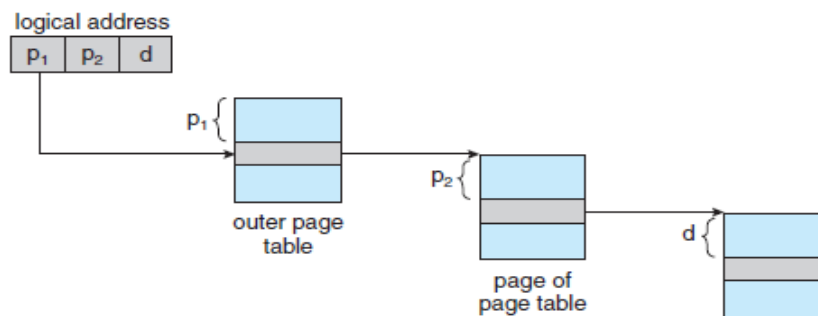 logical address
p₁ p₂ d
p₁
outer page
table
p₂
page of
page table
d